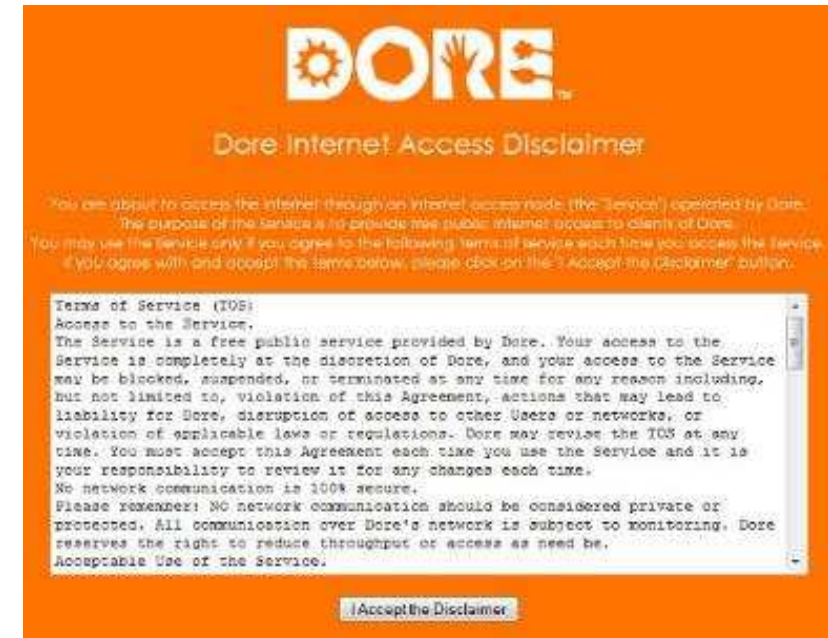 DORE
TM
Dore Internet Access Disclaimer
You are about to access the internet through an internet access node (the "Service") operated by Dore.
The purpose of the Service is to provide free public internet access to clients of Dore.
You may use the Service only if you agree to the following terms of service each time you access the Service.
If you agree with and accept the terms below, please click on the "I Accept the Disclaimer" button.
Terms of Service (TOS)
Access to the Service.
The Service is a free public service provided by Dore. Your access to the
Service is completely at the discretion of Dore, and your access to the Service
may be blocked, suspended, or terminated at any time for any reason including,
but not limited to, violation of this Agreement, actions that may lead to
liability for Dore, disruption of access to other Users or networks, or
violation of applicable laws or regulations. Dore may revise the TOS at any
time. You must accept this Agreement each time you use the Service and it is
your responsibility to review it for any changes each time.
No network communication is 100% secure.
Please remember: NO network communication should be considered private or
protected. All communication over Dore's network is subject to monitoring. Dore
reserves the right to reduce throughput or access as need be.
Acceptable Use of the Service.
I Accept the Disclaimer